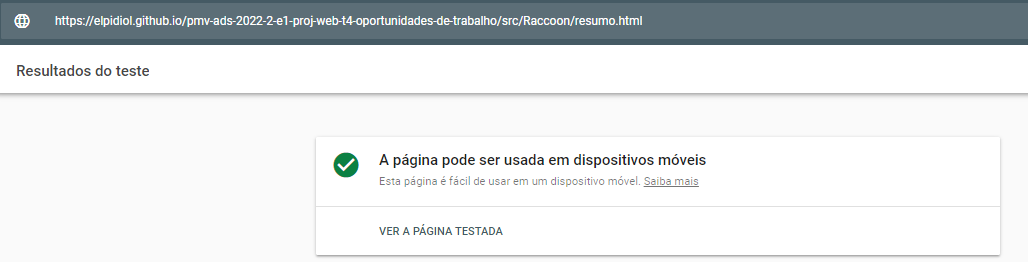 https://elpidiol.github.io/pmv-ads-2022-2-e1-proj-web-t4-oportunidades-de-trabalho/src/Raccoon/resumo.html
Resultados do teste
A página pode ser usada em dispositivos móveis
Esta página é fácil de usar em um dispositivo móvel. Saiba mais
VER A PÁGINA TESTADA